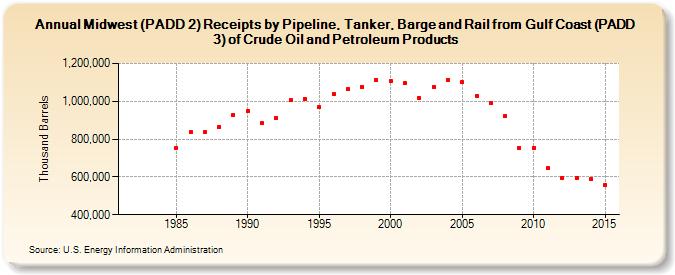 Annual Midwest (PADD 2) Receipts by Pipeline, Tanker, Barge and Rail from Gulf Coast (PADD
3) of Crude Oil and Petroleum Products
Thousand Barrels
1,200,000
1,000,000
800,000
600,000
400,000
1985 1990 1995 2000 2005 2010 2015
Source: U.S. Energy Information Administration